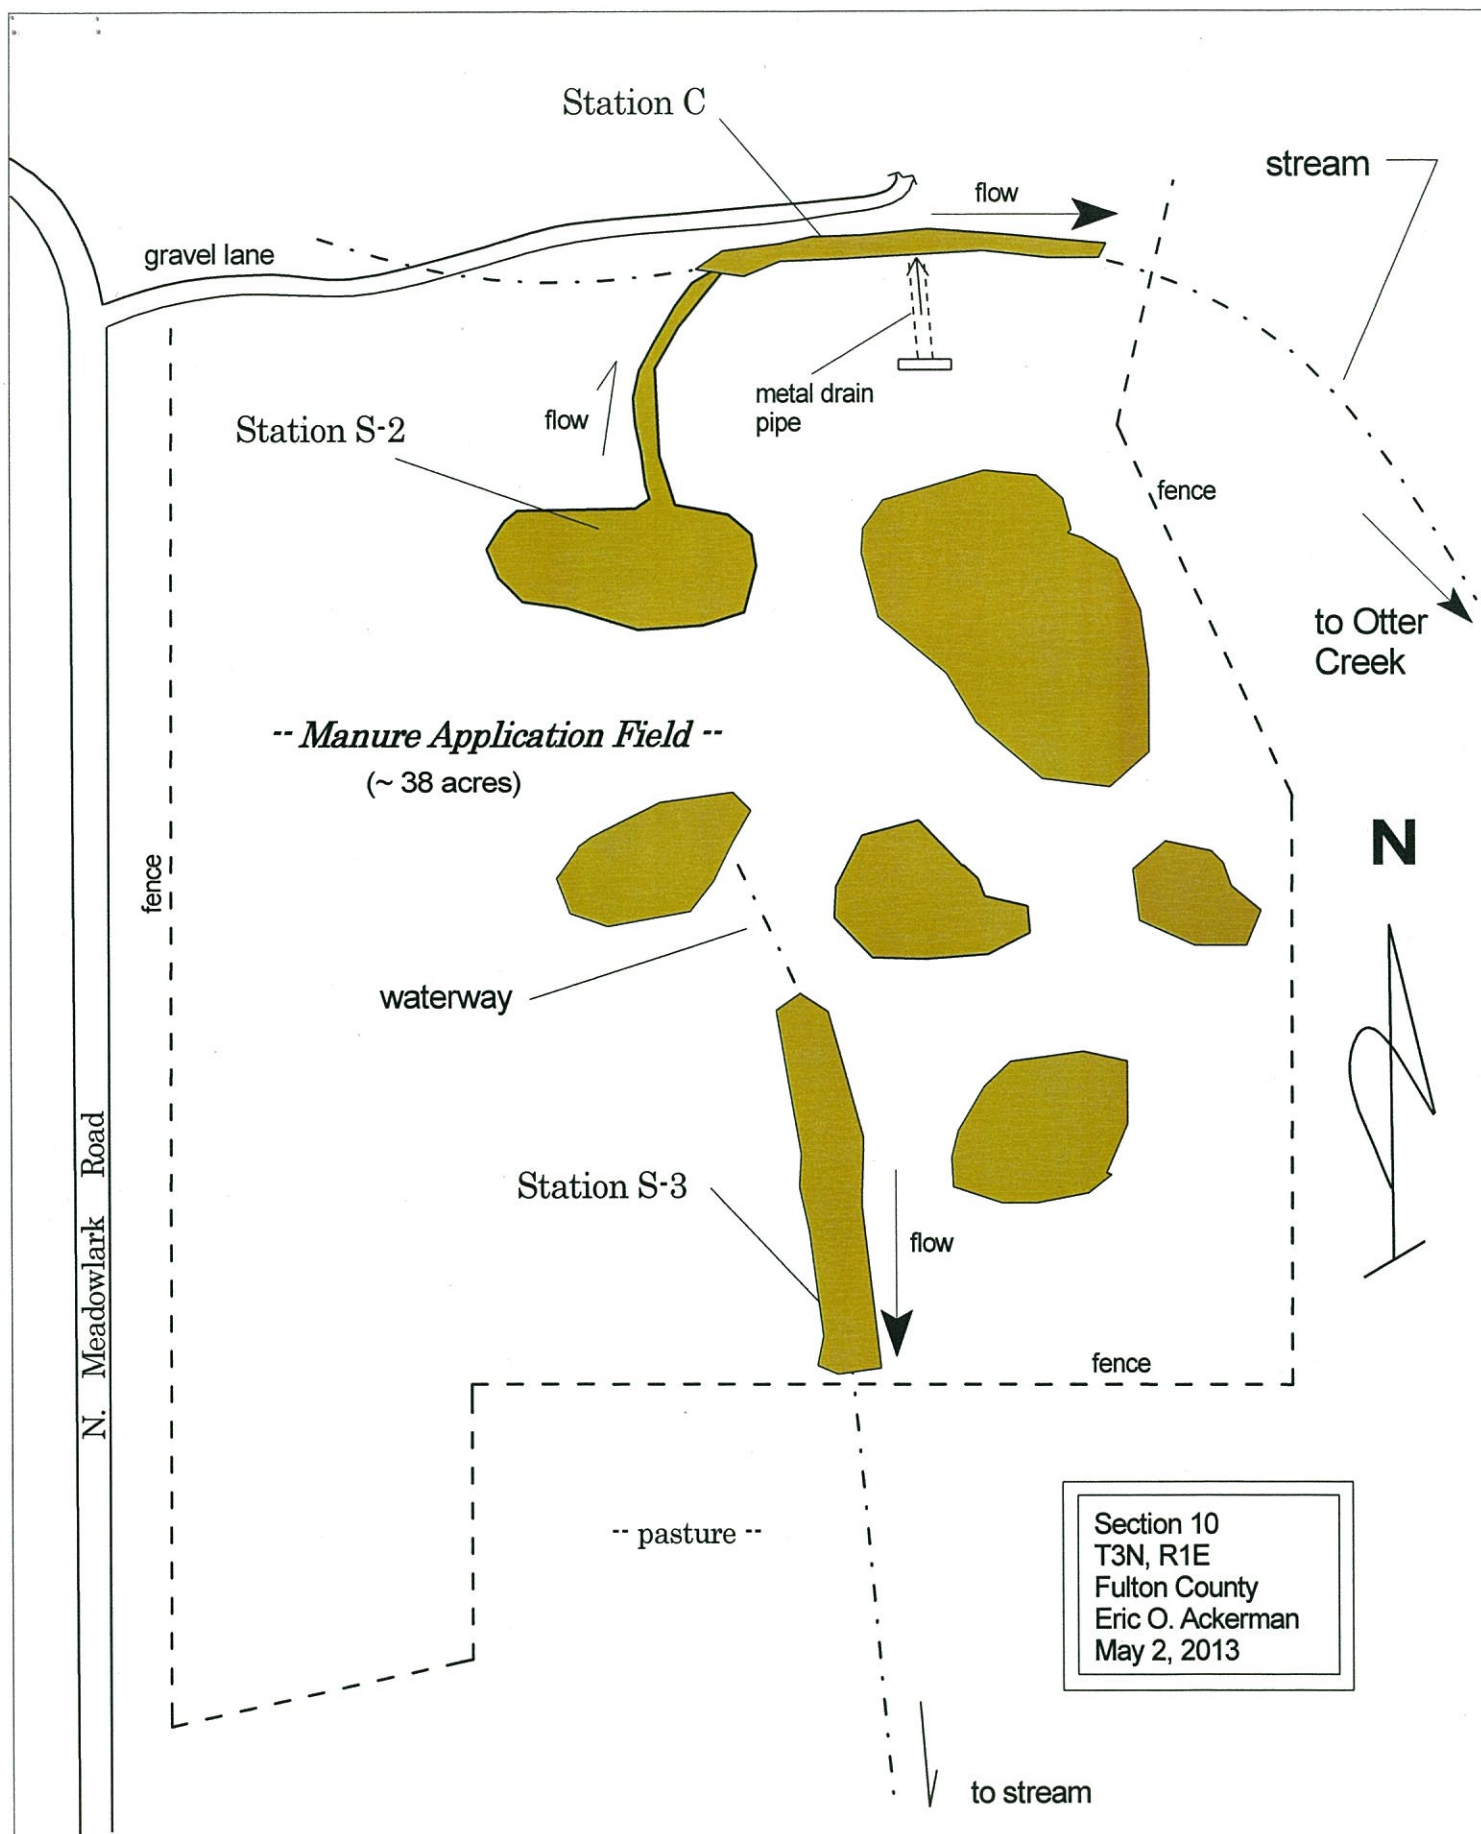 Station C
stream
flow
gravel lane
metal drain
pipe
flow
Station S-2
fence
to Otter
Creek
-- Manure Application Field --
(~ 38 acres)
N
fence
waterway
N. Meadowlark Road
Station S-3
flow
fence
-- pasture --
Section 10
T3N, R1E
Fulton County
Eric O. Ackerman
May 2, 2013
to stream